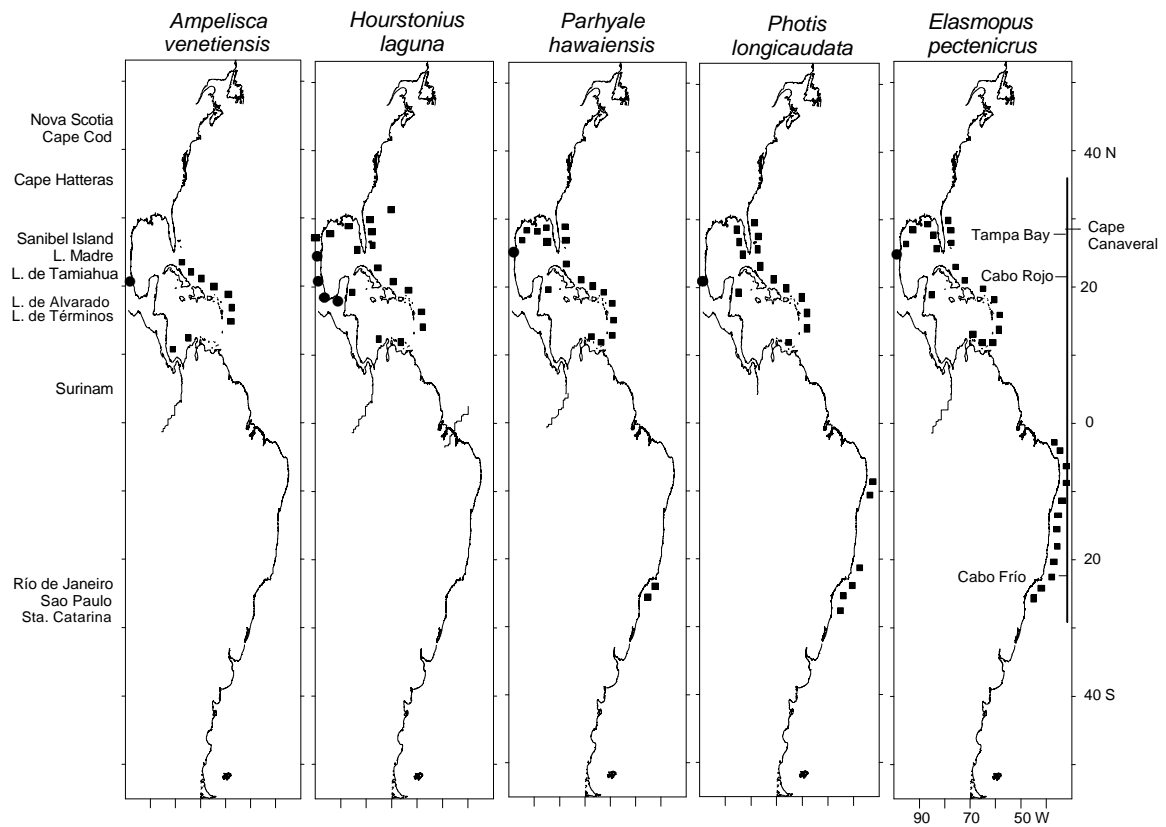 Ampelisca
venetiensis
Hourstonius
laguna
Parhyale
hawaiensis
Photis
longicaudata
Elasmopus
pectenicrus
Nova Scotia
Cape Cod
Cape Hatteras
Sanibel Island
L. Madre
L. de Tamiahua
L. de Alvarado
L. de Términos
Surinam
Río de Janeiro
Sao Paulo
Sta. Catarina
Tampa Bay
Cabo Rojo
Cabo Frío
40 N
Cape
Canaveral
20
0
20
40 S
90 70 50 W